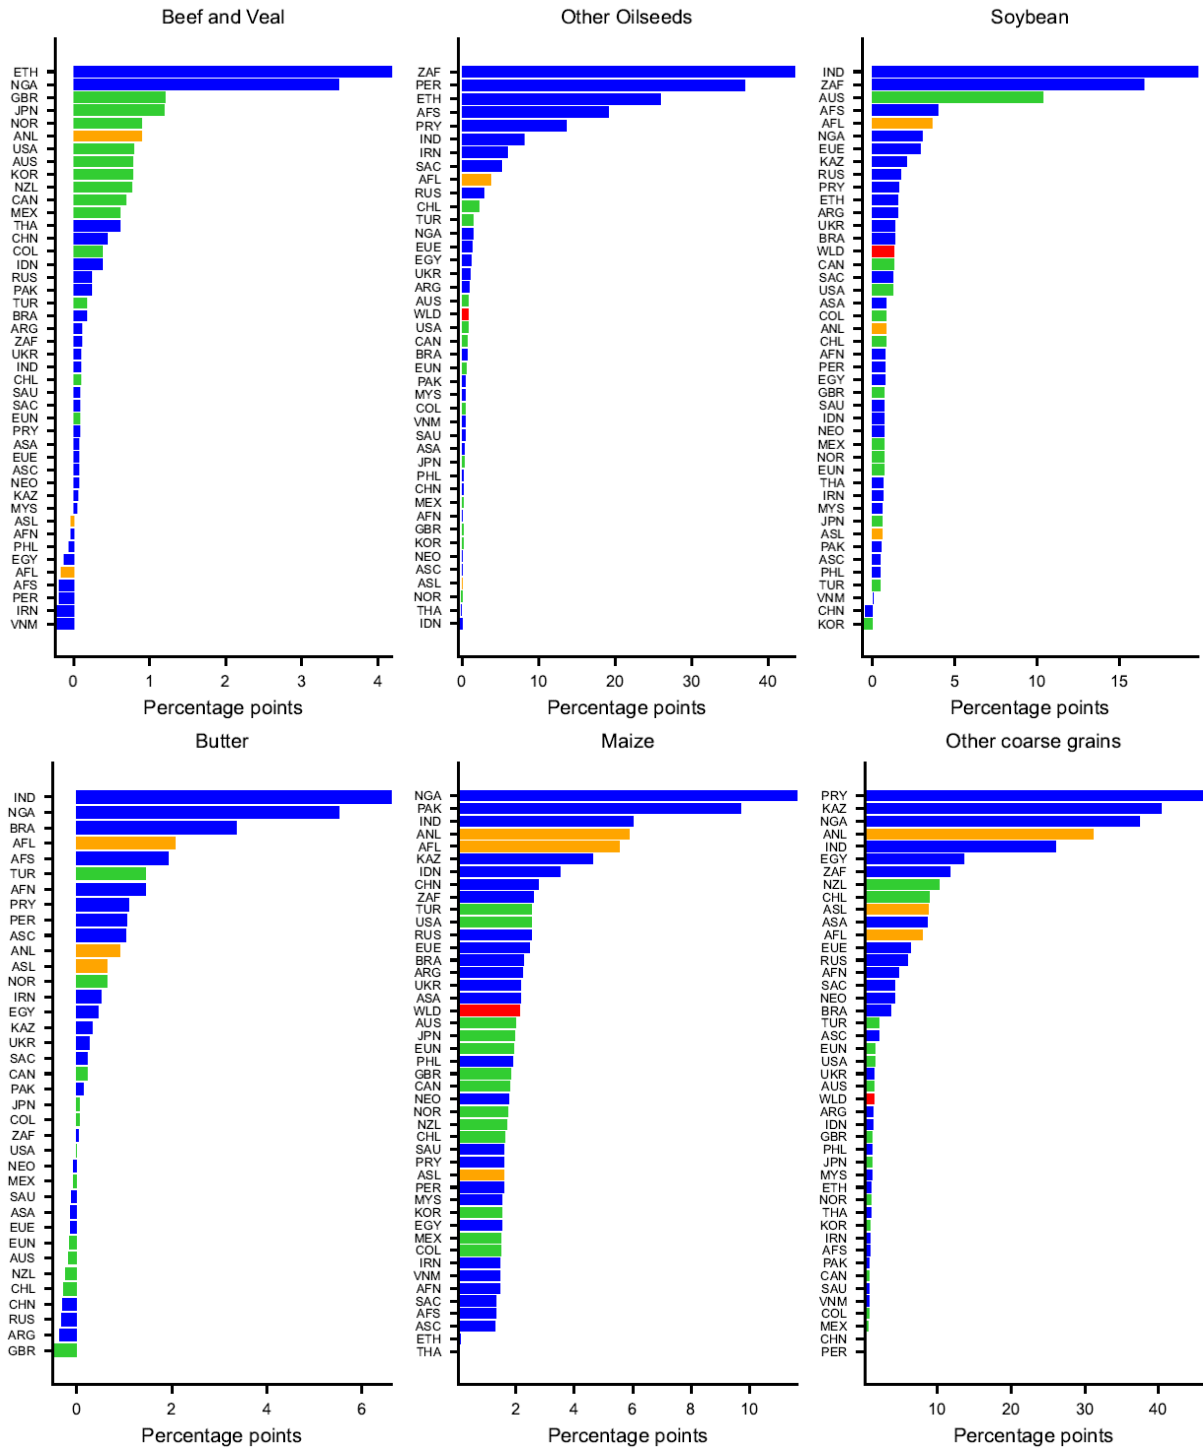 Beef and Veal
ETH
NGA
GBR
JPN
NOR
ANL
USA
AUS
KOR
NZL
CAN
MEX
THA
CHN
COL
IDN
RUS
PAK
TUR
BRA
ARG
ZAF
UKR
IND
CHL
SAU
SAC
EUN
PRY
ASA
EUE
ASC
NEO
KAZ
MYS
ASL
AFN
PHL
EGY
AFL
AFS
PER
IRN
VNM
0 1 2 3 4
Percentage points
Other Oilseeds
ZAF
PER
ETH
AFS
PRY
IND
IRN
SAC
AFL
RUS
CHL
TUR
NGA
EUE
EGY
UKR
ARG
AUS
WLD
USA
CAN
BRA
EUN
PAK
MYS
COL
VNM
SAU
ASA
JPN
PHL
CHN
MEX
AFN
GBR
KOR
NEO
ASC
ASL
NOR
THA
IDN
0 10 20 30 40
Percentage points
Soybean
IND
ZAF
AUS
AFS
AFL
NGA
EUE
KAZ
RUS
PRY
ETH
ARG
UKR
BRA
WLD
CAN
SAC
USA
ASA
COL
ANL
CHL
AFN
PER
EGY
GBR
SAU
IDN
NEO
MEX
NOR
EUN
THA
IRN
MYS
JPN
ASL
PAK
ASC
PHL
TUR
VNM
CHN
KOR
0 5 10 15
Percentage points
Butter
IND
NGA
BRA
AFL
AFS
TUR
AFN
PRY
PER
ASC
ANL
ASL
NOR
IRN
EGY
KAZ
UKR
SAC
CAN
PAK
JPN
COL
ZAF
USA
NEO
MEX
SAU
ASA
EUE
EUN
AUS
NZL
CHL
CHN
RUS
ARG
GBR
0 2 4 6
Percentage points
Maize
NGA
PAK
IND
ANL
AFL
KAZ
IDN
CHN
ZAF
TUR
USA
RUS
EUE
BRA
ARG
UKR
ASA
WLD
AUS
JPN
EUN
PHL
GBR
CAN
NEO
NOR
NZL
CHL
SAU
PRY
ASL
PER
MYS
KOR
EGY
MEX
COL
IRN
VNM
AFN
SAC
AFS
ASC
ETH
THA
2 4 6 8 10
Percentage points
Other coarse grains
PRY
KAZ
NGA
ANL
IND
EGY
ZAF
NZL
CHL
ASL
ASA
AFL
EUE
RUS
AFN
SAC
NEO
BRA
TUR
ASC
EUN
USA
UKR
AUS
WLD
ARG
IDN
GBR
PHL
JPN
MYS
ETH
NOR
THA
KOR
IRN
AFS
PAK
CAN
SAU
VNM
COL
MEX
CHN
PER
10 20 30 40
Percentage points